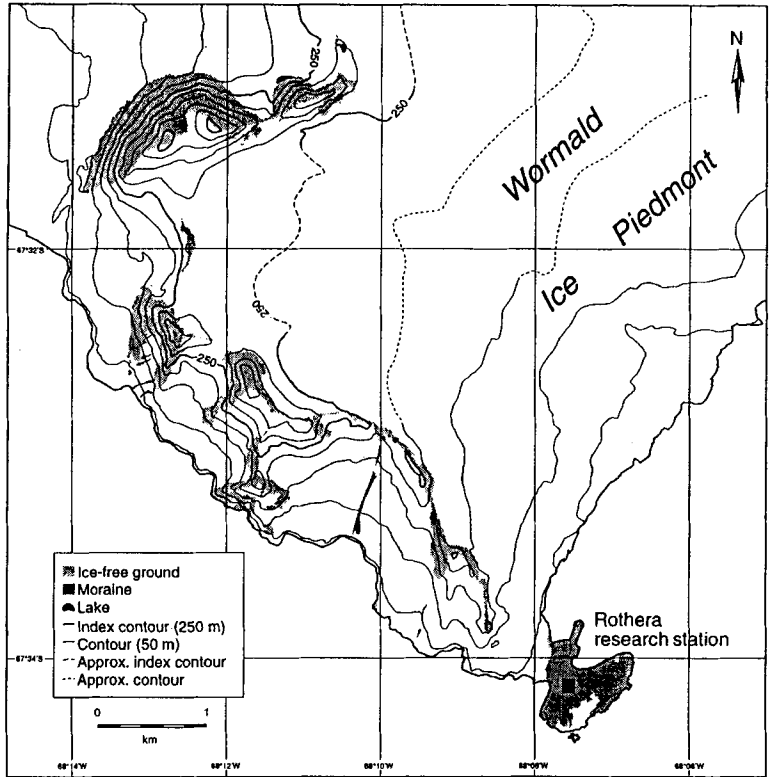 250
N
250
Wormald
Piedmont
67°32'S
Ice
250
250
Ice-free ground
Moraine
Lake
Index contour (250 m)
Contour (50 m)
Approx. index contour
Approx. contour
Rothera
research station
67°34'S
0 1
km
68°14'W 68°12'W 68°10'W 68°08'W 68°06'W